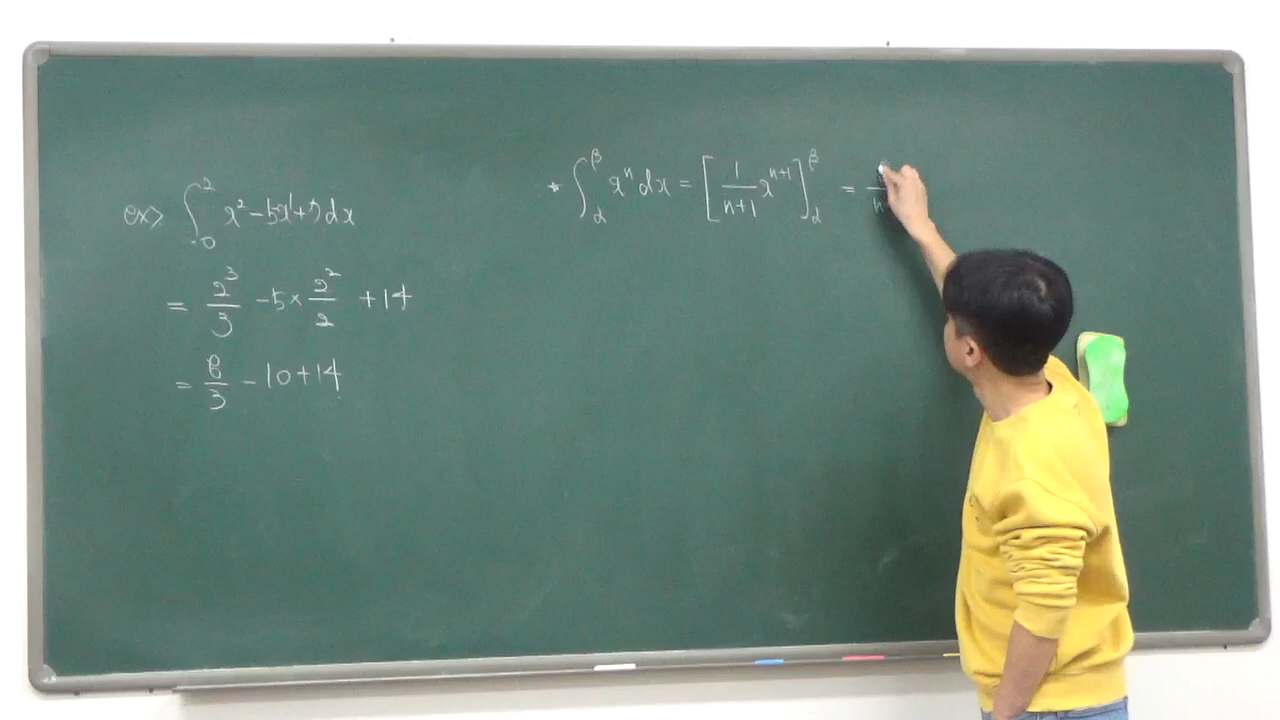 ex> ∫₀² x² - 5x¹ + 7 dx
= 2³/3 - 5 × 2²/2 + 14
= 8/3 - 10 + 14
* ∫_α^β xⁿ dx = [1/(n+1) xⁿ⁺¹]_α^β =